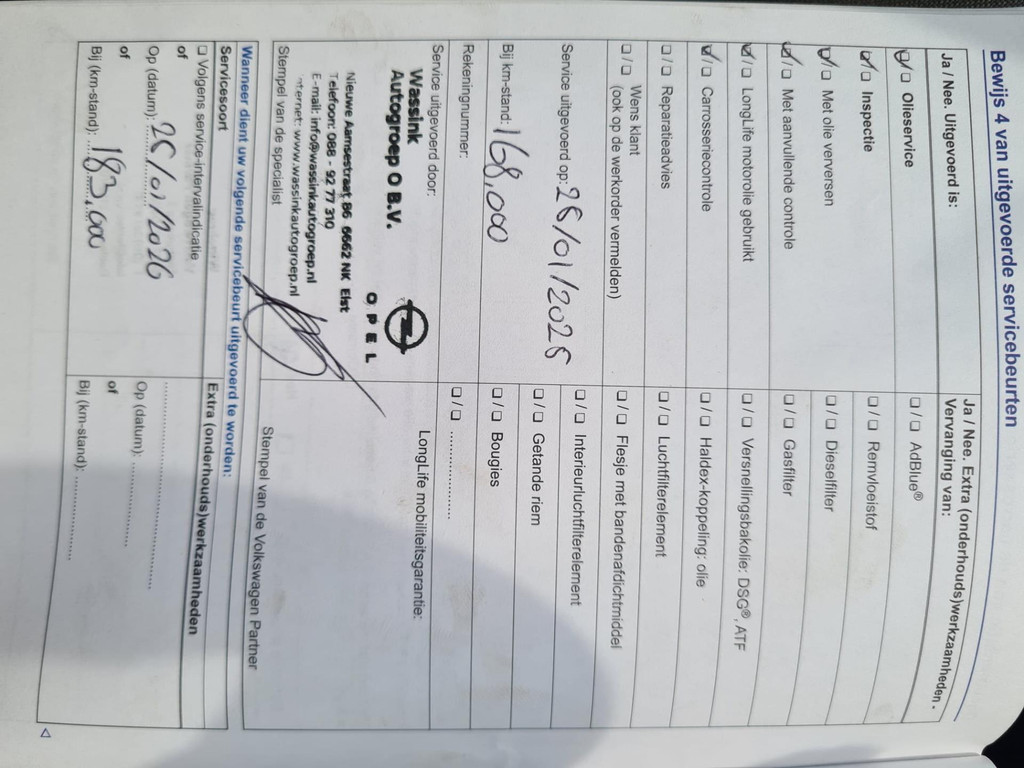 Bewijs 4 van uitgevoerde servicebeurten
Ja / Nee. Uitgevoerd is:
☑ / ☐ Olieservice
☑ / ☐ Inspectie
☑ / ☐ Met olie verversen
☑ / ☐ Met aanvullende controle
☑ / ☐ LongLife motorolie gebruikt
☑ / ☐ Carrosseriecontrole
☐ / ☐ Reparatieadvies
☐ / ☐ Wens klant
(ook op de werkorder vermelden)
Service uitgevoerd op: 25/01/2025
Bij km-stand: 168,000
Rekeningnummer:
Service uitgevoerd door:
Wassink
Autogroep O B.V.
OPEL
Nieuwe Aamsestraat 86 6662 NK Elst
Telefoon: 088 - 92 77 310
E-mail: info@wassinkautogroep.nl
nternet: www.wassinkautogroep.nl
Stempel van de specialist
Ja / Nee. Extra (onderhouds)werkzaamheden.
Vervanging van:
☐ / ☐ AdBlue®
☐ / ☐ Remvloeistof
☐ / ☐ Dieselfilter
☐ / ☐ Gasfilter
☐ / ☐ Versnellingsbakolie: DSG®, ATF
☐ / ☐ Haldex-koppeling: olie
☐ / ☐ Luchtfilterelement
☐ / ☐ Flesje met bandenafdichtmiddel
☐ / ☐ Interieurluchtfilterelement
☐ / ☐ Getande riem
☐ / ☐ Bougies
☐ / ☐ ..................
LongLife mobiliteitsgarantie:
Stempel van de Volkswagen Partner
Wanneer dient uw volgende servicebeurt uitgevoerd te worden:
Servicesoort
☐ Volgens service-intervalindicatie
of
Op (datum): 25/01/2026
of
Bij (km-stand): 183.000
Extra (onderhouds)werkzaamheden
..................
Op (datum): ..................
of ..................
Bij (km-stand): ..................